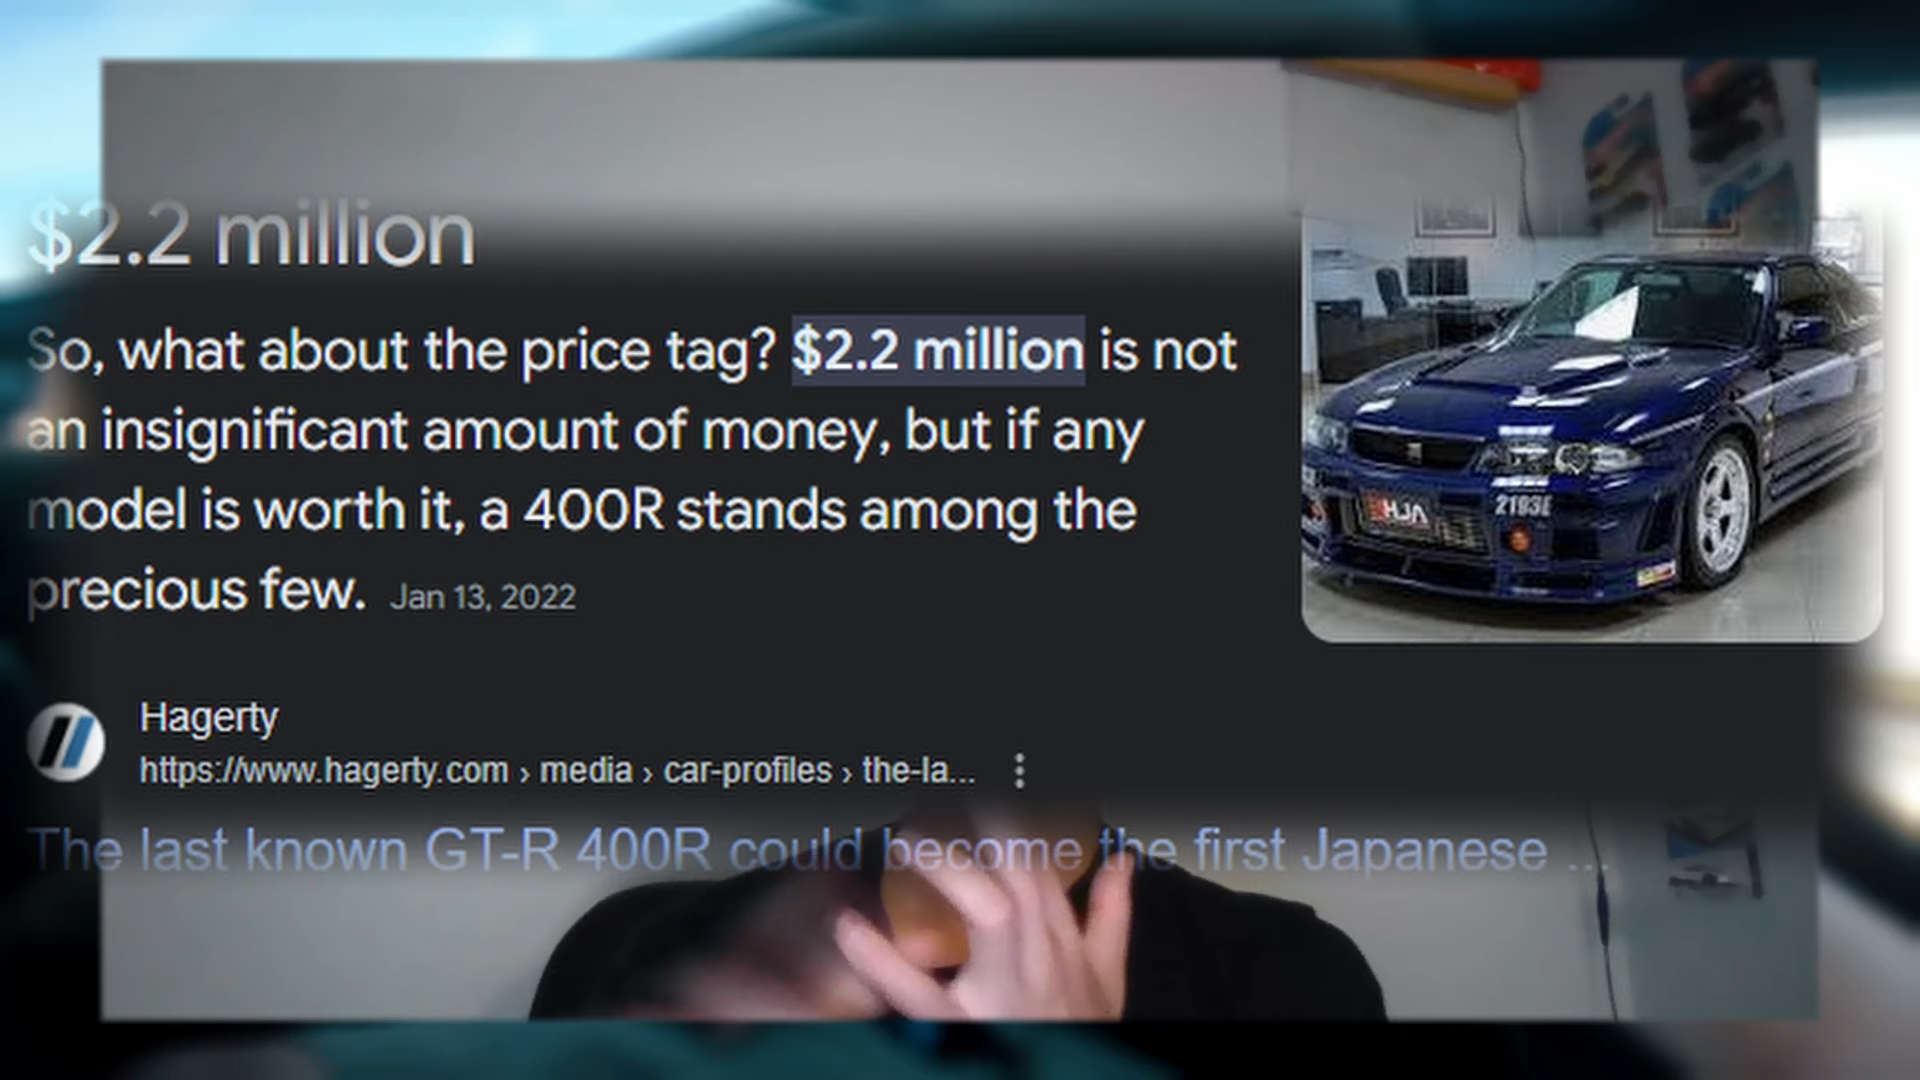 $2.2 million
So, what about the price tag? $2.2 million is not
an insignificant amount of money, but if any
model is worth it, a 400R stands among the
precious few. Jan 13, 2022
HJA
Hagerty
https://www.hagerty.com › media › car-profiles › the-la...
The last known GT-R 400R could become the first Japanese ...